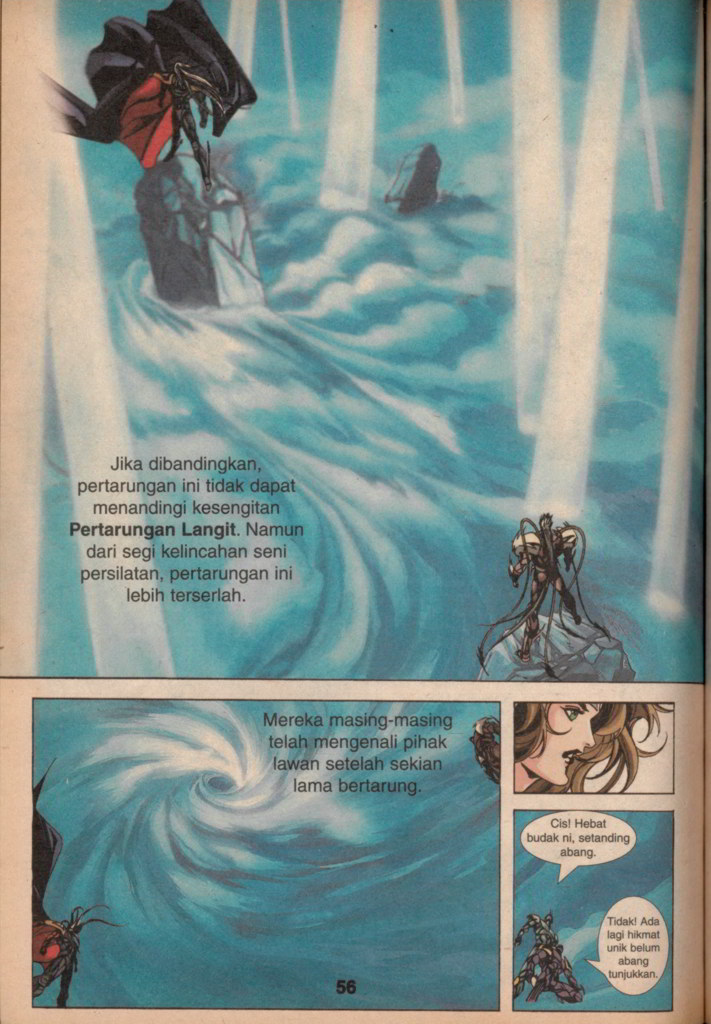 Jika dibandingkan,
pertarungan ini tidak dapat
menandingi kesengitan
Pertarungan Langit. Namun
dari segi kelincahan seni
persilatan, pertarungan ini
lebih terserlah.
Mereka masing-masing
telah mengenali pihak
lawan setelah sekian
lama bertarung.
Cis! Hebat
budak ni, setanding
abang.
Tidak! Ada
lagi hikmat
unik belum
abang
tunjukkan.
56